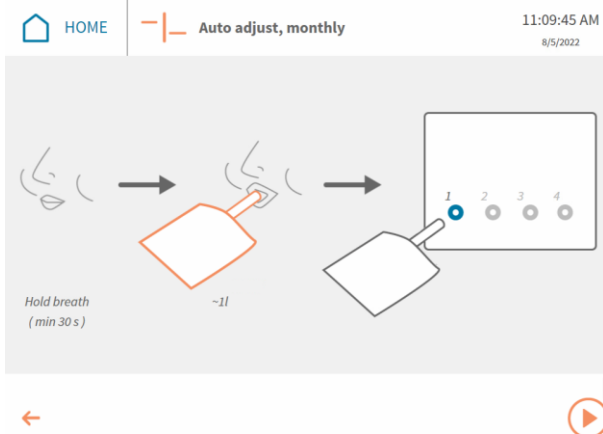 HOME
Auto adjust, monthly
11:09:45 AM
8/5/2022
1 2 3 4
Hold breath
( min 30 s )
~1l